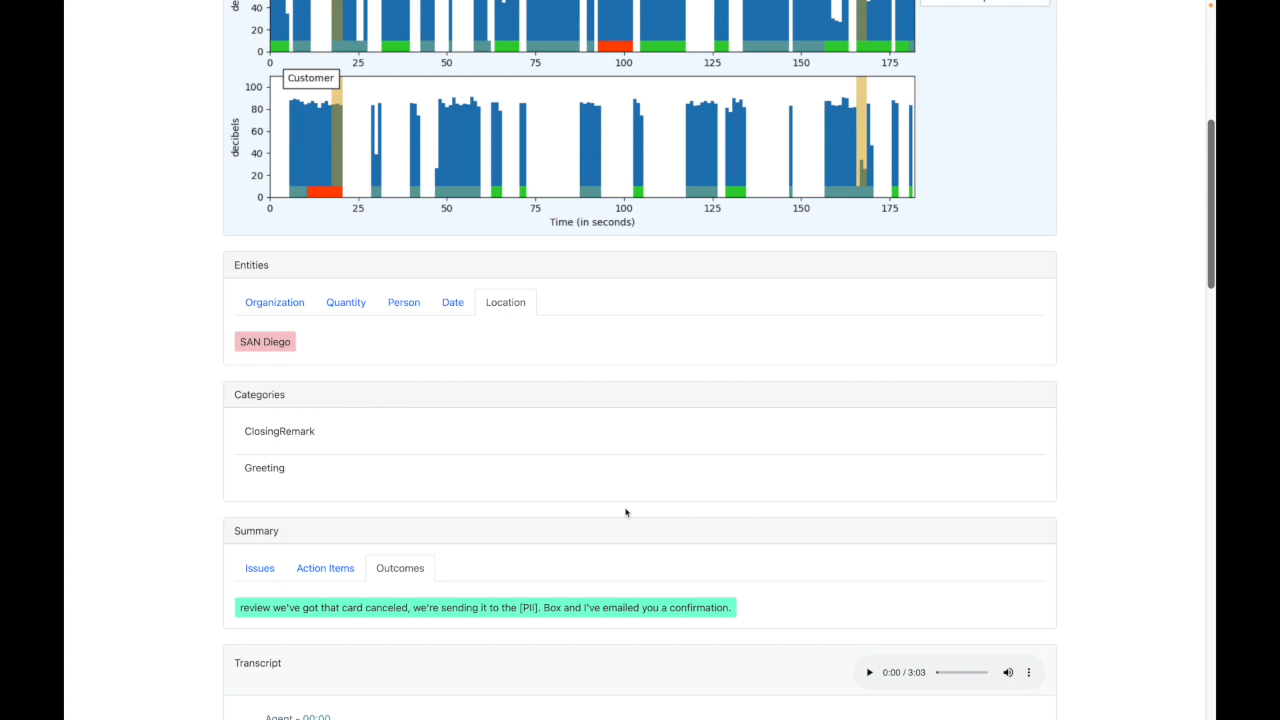 40
20
0
0 25 50 75 100 125 150 175
Customer
100
80
60
40
20
0
decibels
0 25 50 75 100 125 150 175
Time (in seconds)
Entities
Organization Quantity Person Date Location
SAN Diego
Categories
ClosingRemark
Greeting
Summary
Issues Action Items Outcomes
review we've got that card canceled, we're sending it to the [PII]. Box and I've emailed you a confirmation.
Transcript
0:00 / 3:03
Agent - 00:00